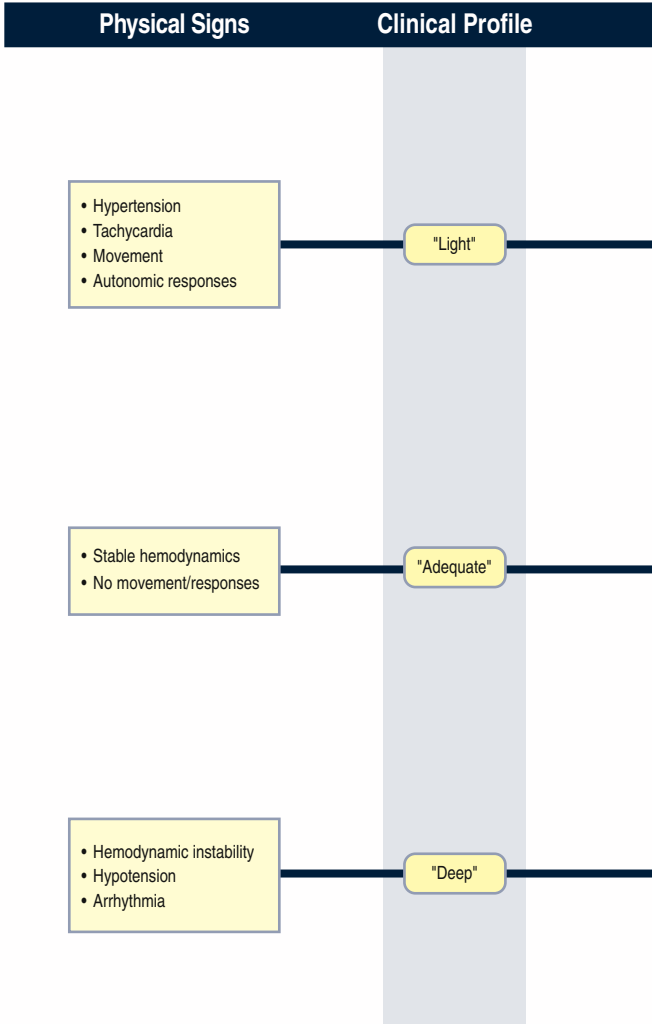 Physical Signs Clinical Profile
• Hypertension
• Tachycardia
• Movement
• Autonomic responses
"Light"
• Stable hemodynamics
• No movement/responses
"Adequate"
• Hemodynamic instability
• Hypotension
• Arrhythmia
"Deep"